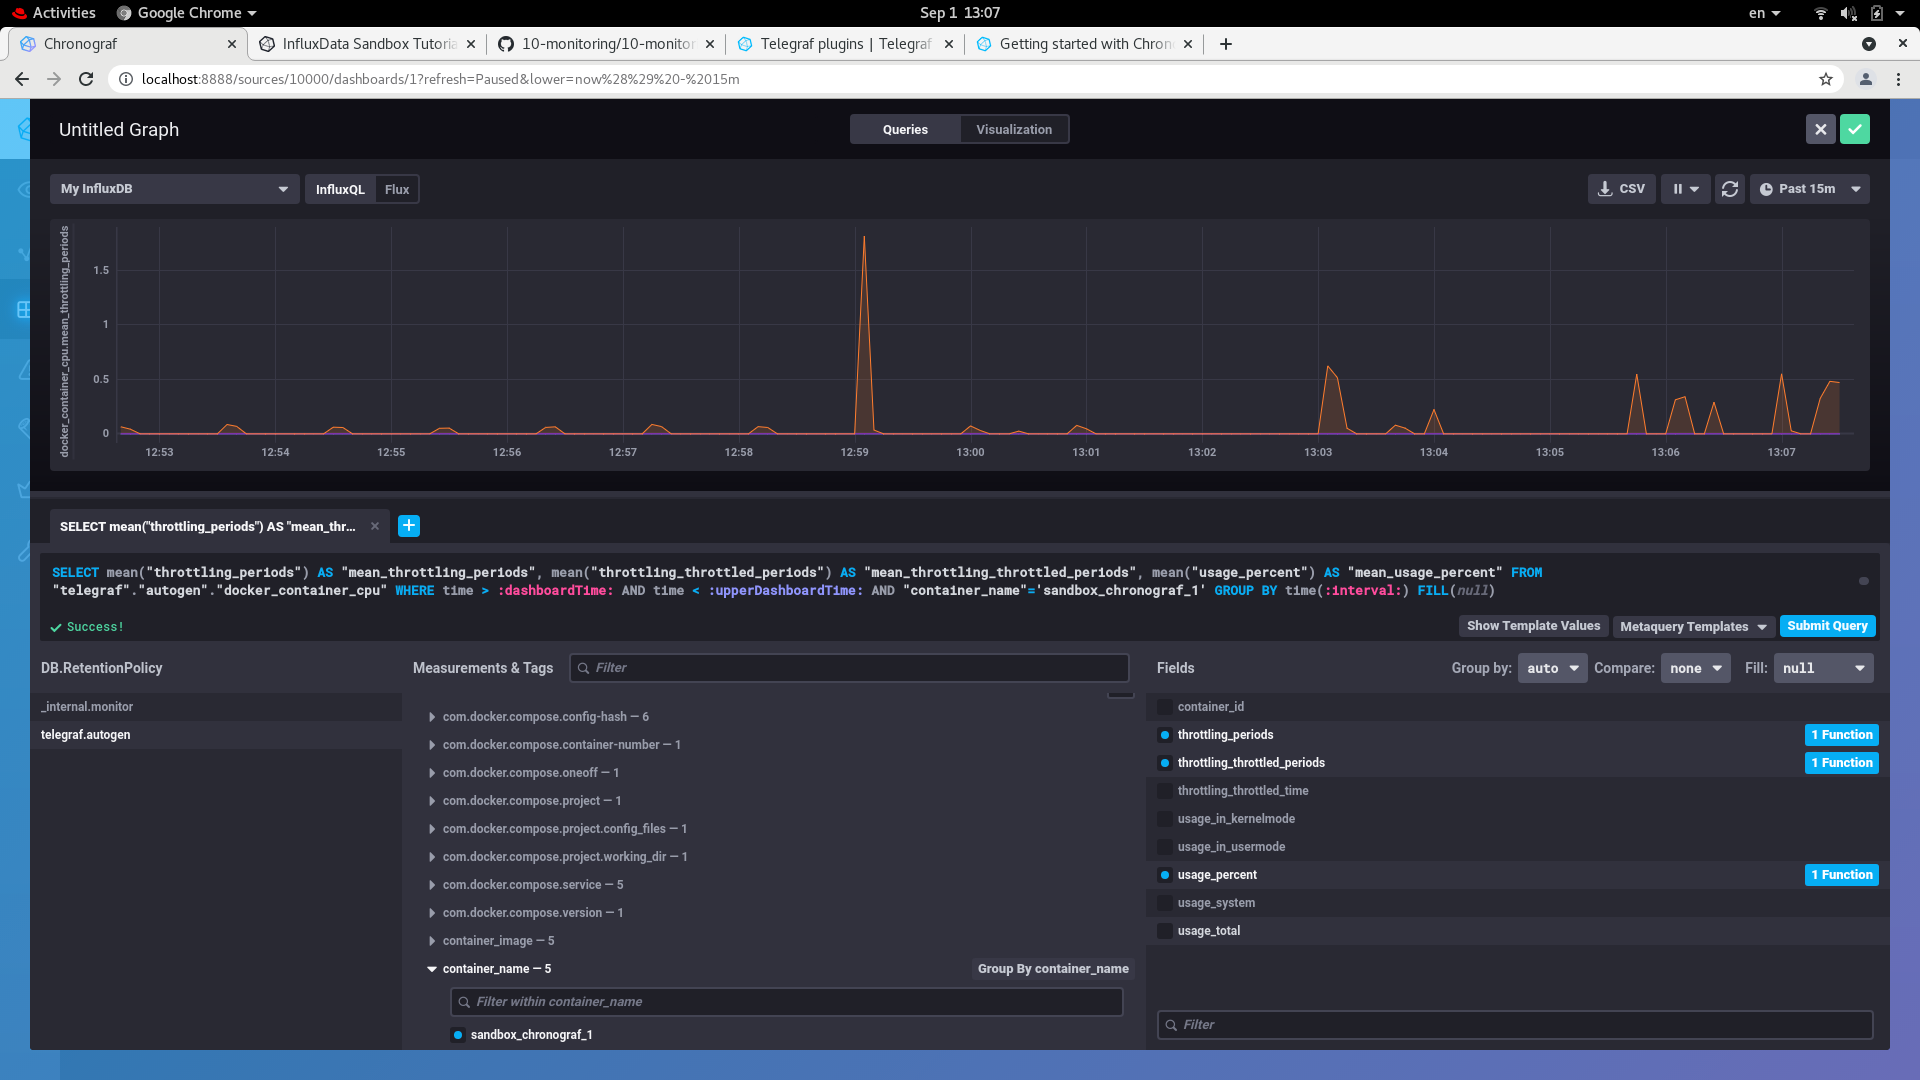 Activities
Google Chrome
Sep 1 13:07
en
Chronograf
InfluxData Sandbox Tutoria
10-monitoring/10-monitor
Telegraf plugins | Telegraf
Getting started with Chron
localhost:8888/sources/10000/dashboards/1?refresh=Paused&lower=now%28%29%20-%2015m
Untitled Graph
Queries
Visualization
My InfluxDB
InfluxQL
Flux
CSV
Past 15m
docker_container_cpu.mean_throttling_periods
1.5
1
0.5
0
12:53
12:54
12:55
12:56
12:57
12:58
12:59
13:00
13:01
13:02
13:03
13:04
13:05
13:06
13:07
SELECT mean("throttling_periods") AS "mean_thr...
SELECT mean("throttling_periods") AS "mean_throttling_periods", mean("throttling_throttled_periods") AS "mean_throttling_throttled_periods", mean("usage_percent") AS "mean_usage_percent" FROM
"telegraf"."autogen"."docker_container_cpu" WHERE time > :dashboardTime: AND time < :upperDashboardTime: AND "container_name"='sandbox_chronograf_1' GROUP BY time(:interval:) FILL(null)
Success!
Show Template Values
Metaquery Templates
Submit Query
DB.RetentionPolicy
_internal.monitor
telegraf.autogen
Measurements & Tags
Filter
com.docker.compose.config-hash — 6
com.docker.compose.container-number — 1
com.docker.compose.oneoff — 1
com.docker.compose.project — 1
com.docker.compose.project.config_files — 1
com.docker.compose.project.working_dir — 1
com.docker.compose.service — 5
com.docker.compose.version — 1
container_image — 5
container_name — 5
Group By container_name
Filter within container_name
sandbox_chronograf_1
Fields
Group by: auto
Compare: none
Fill: null
container_id
throttling_periods
1 Function
throttling_throttled_periods
1 Function
throttling_throttled_time
usage_in_kernelmode
usage_in_usermode
usage_percent
1 Function
usage_system
usage_total
Filter